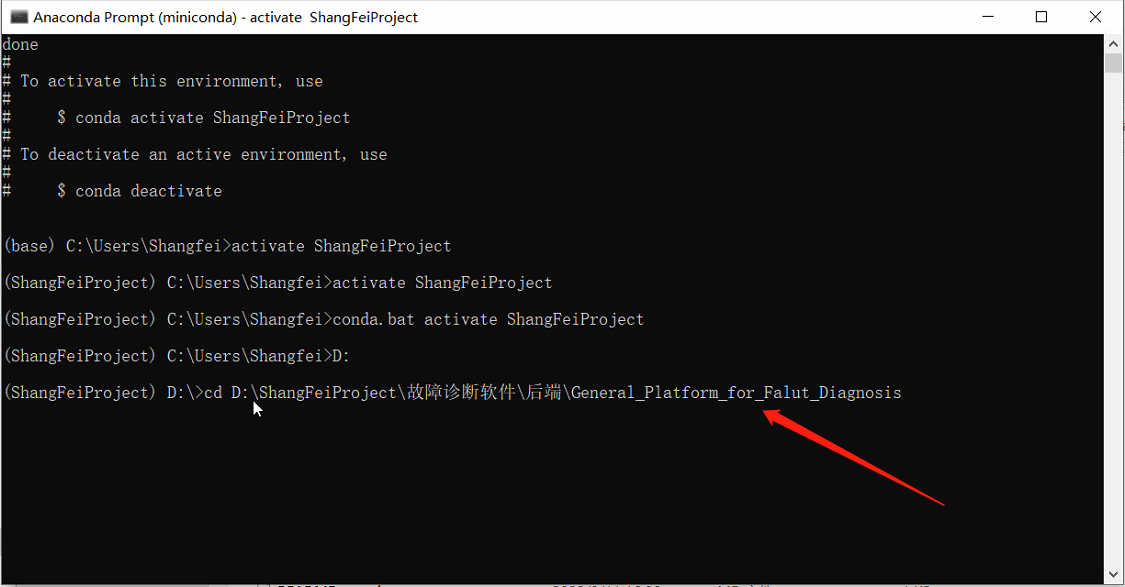 Anaconda Prompt (miniconda) - activate  ShangFeiProject
done
#
# To activate this environment, use
#
#     $ conda activate ShangFeiProject
#
# To deactivate an active environment, use
#
#     $ conda deactivate
(base) C:\Users\Shangfei>activate ShangFeiProject
(ShangFeiProject) C:\Users\Shangfei>activate ShangFeiProject
(ShangFeiProject) C:\Users\Shangfei>conda.bat activate ShangFeiProject
(ShangFeiProject) C:\Users\Shangfei>D:
(ShangFeiProject) D:\>cd D:\ShangFeiProject\故障诊断软件\后端\General_Platform_for_Falut_Diagnosis